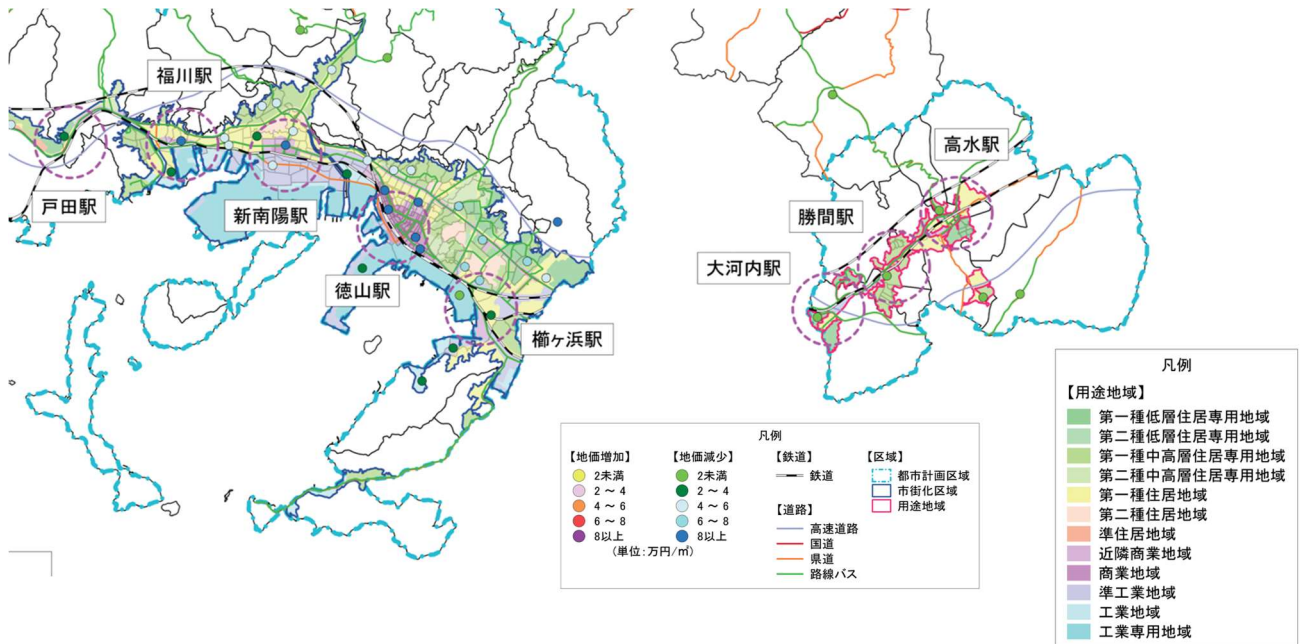 福川駅
戸田駅
新南陽駅
徳山駅
櫛ヶ浜駅
高水駅
勝間駅
大河内駅
凡例
【地価増加】
2未満
2 ~ 4
4 ~ 6
6 ~ 8
8以上
(単位:万円/㎡)
【地価減少】
2未満
2 ~ 4
4 ~ 6
6 ~ 8
8以上
【鉄道】
鉄道
【道路】
高速道路
国道
県道
路線バス
【区域】
都市計画区域
市街化区域
用途地域
凡例
【用途地域】
第一種低層住居専用地域
第二種低層住居専用地域
第一種中高層住居専用地域
第二種中高層住居専用地域
第一種住居地域
第二種住居地域
準住居地域
近隣商業地域
商業地域
準工業地域
工業地域
工業専用地域